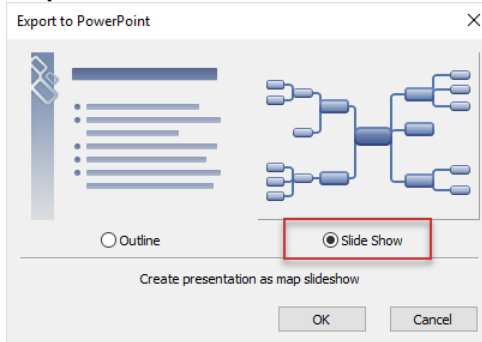 Export to PowerPoint
Outline
Slide Show
Create presentation as map slideshow
OK
Cancel